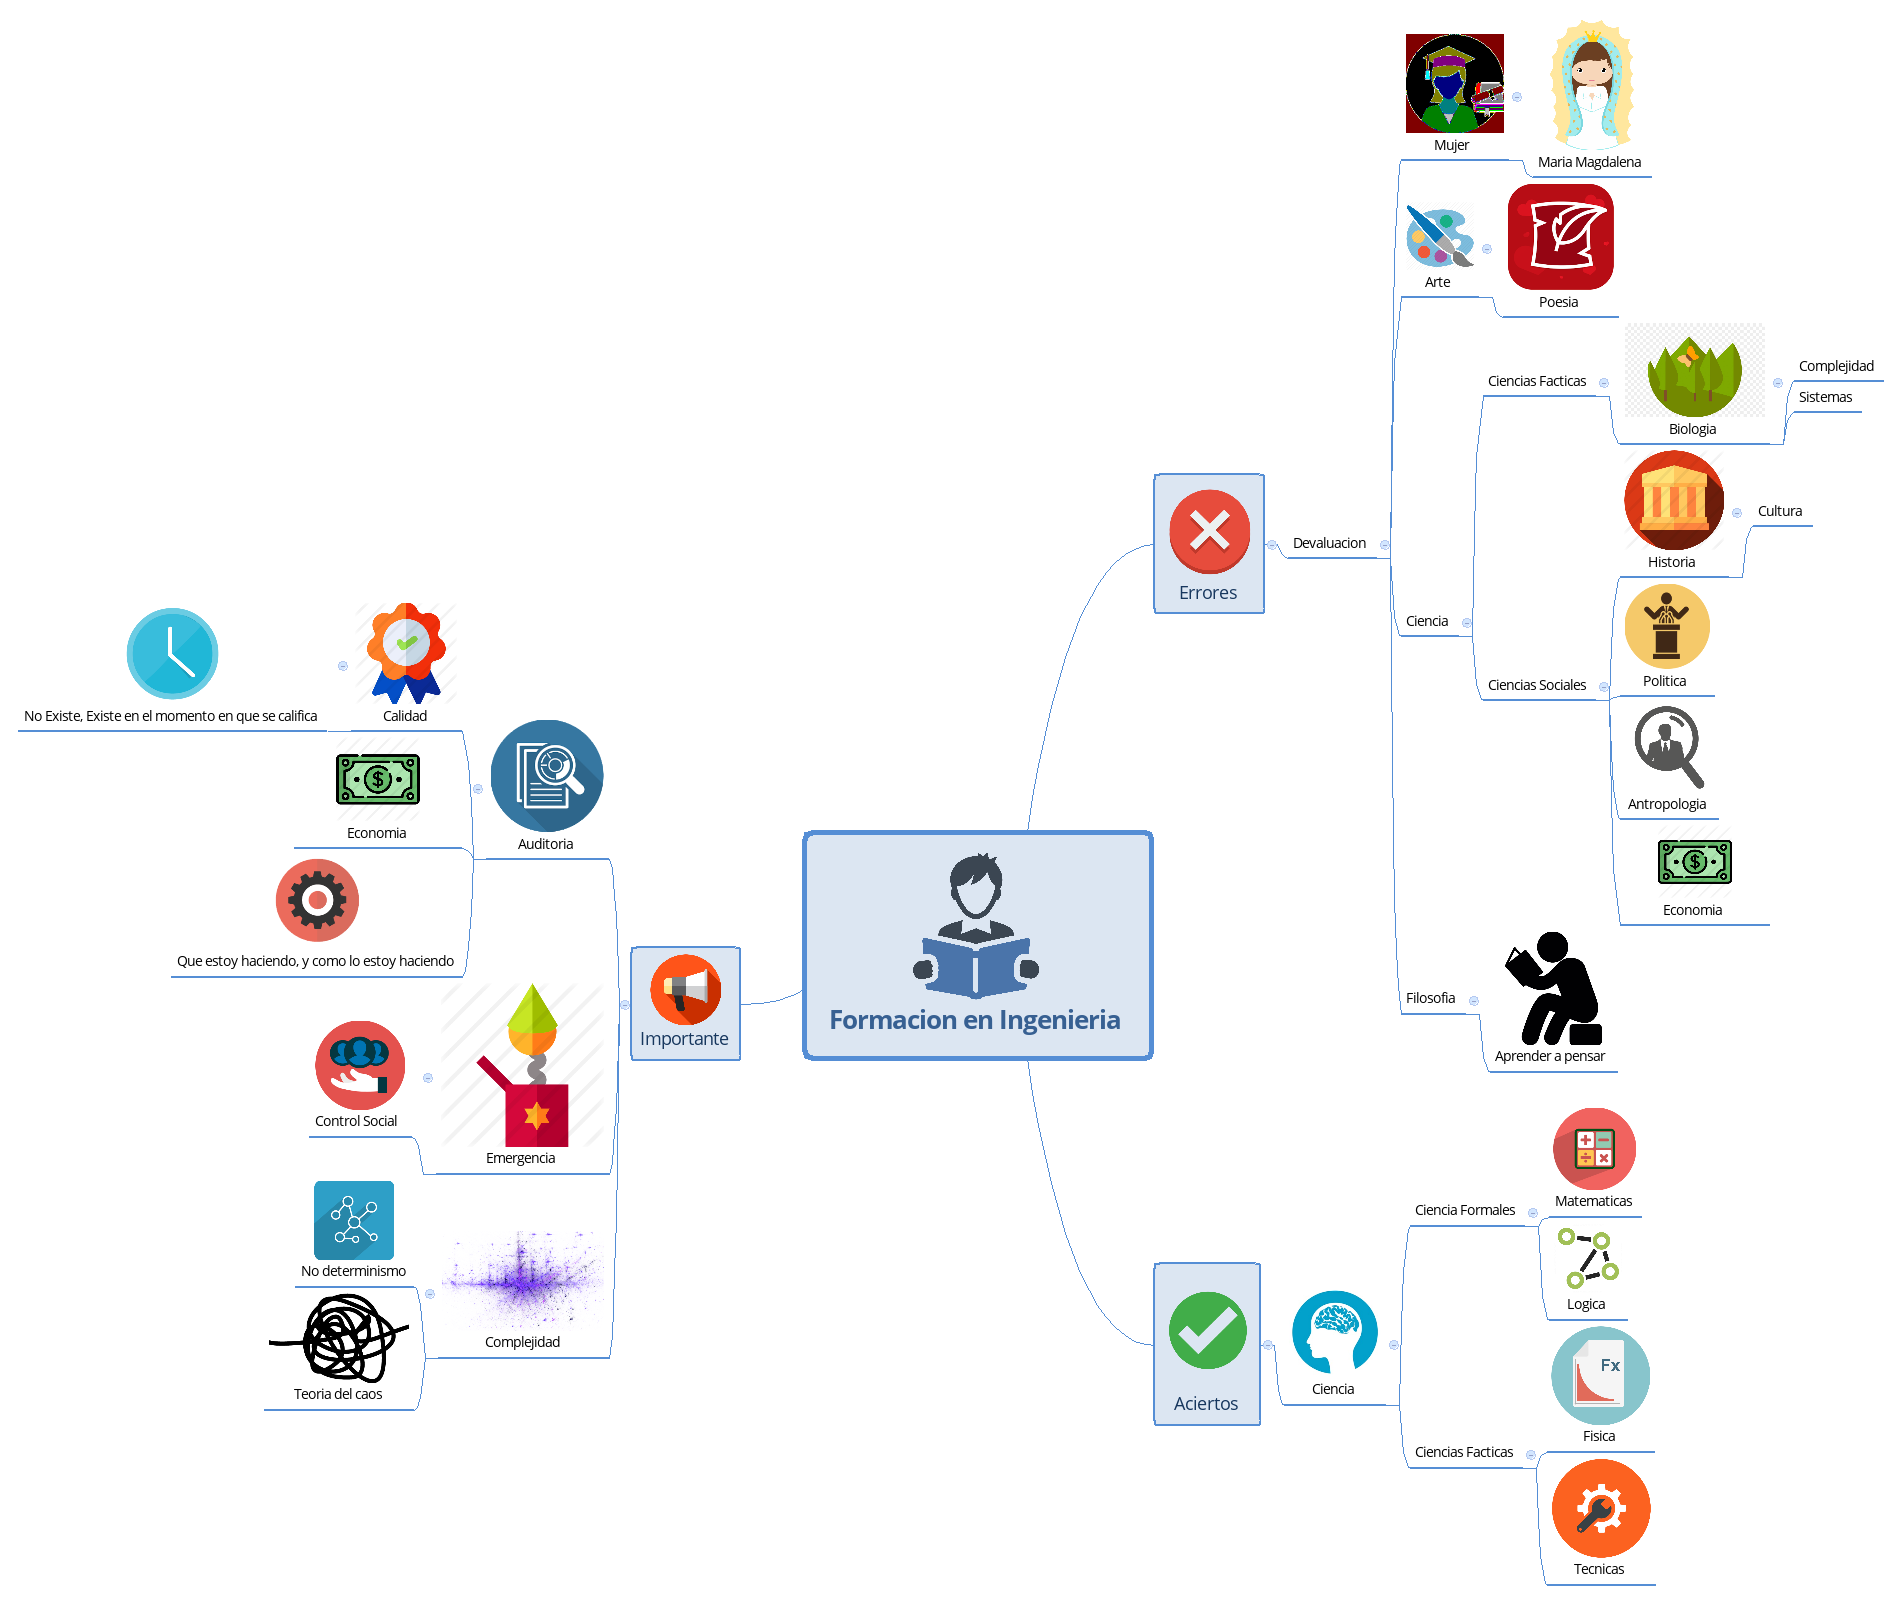 Mujer
Maria Magdalena
Arte
Poesia
Ciencias Facticas
Biologia
Complejidad
Sistemas
Historia
Cultura
Errores
Devaluacion
Ciencia
Ciencias Sociales
Politica
Antropologia
Economia
Filosofia
Aprender a pensar
No Existe, Existe en el momento en que se califica
Calidad
$
Economia
Auditoria
Que estoy haciendo, y como lo estoy haciendo
Importante
Formacion en Ingenieria
Control Social
Emergencia
No determinismo
Complejidad
Teoria del caos
Aciertos
Ciencia
Ciencia Formales
Matematicas
Logica
Ciencias Facticas
Fx
Fisica
Tecnicas
$